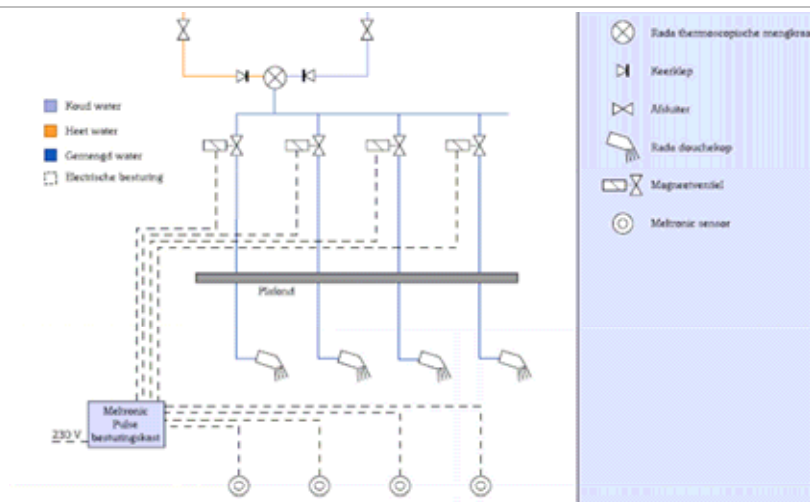 Koud water
Heet water
Gemengd water
Electrische besturing
Plafond
Meltronic
Pulse
besturingskast
230 V
Rada thermoscopische mengkraa
Keerklep
Afsluiter
Rada douchekop
Magneetventiel
Meltronic sensor